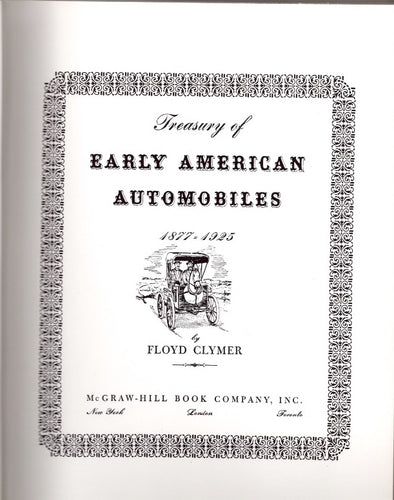 Treasury of
EARLY AMERICAN
AUTOMOBILES
1877-1925
by
FLOYD CLYMER
McGRAW-HILL BOOK COMPANY, INC.
New York London Toronto